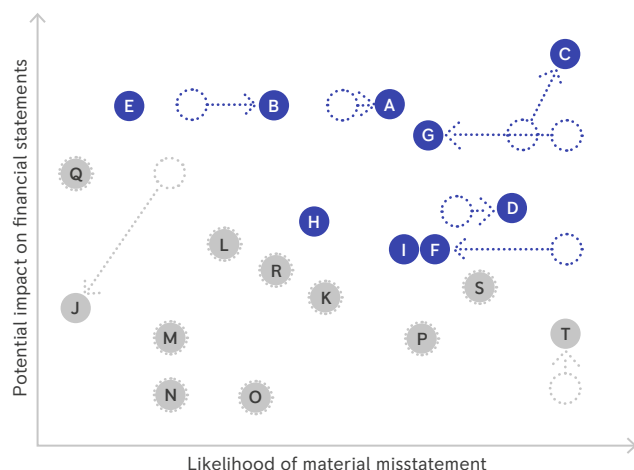 Potential impact on financial statements
C
E
B
A
G
Q
D
H
L
I
F
R
S
K
J
T
M
P
N
O
Likelihood of material misstatement